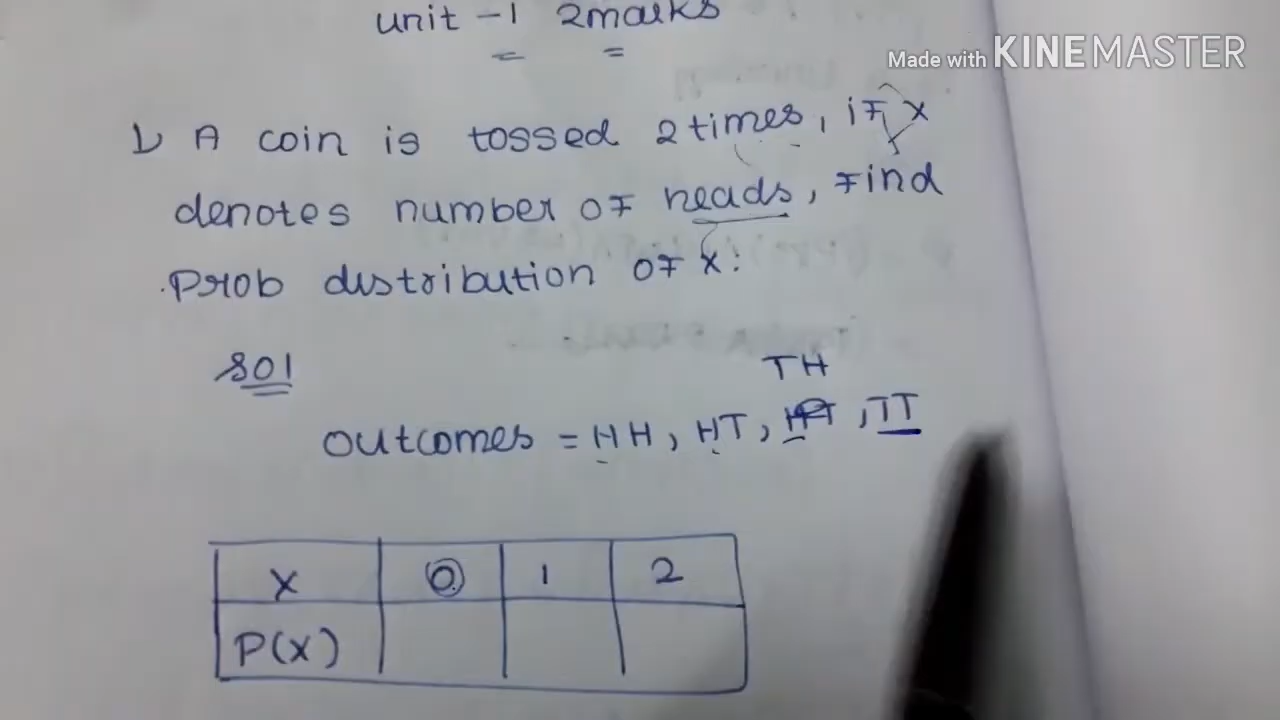 unit -1 2marks
Made with KINEMASTER
1) A coin is tossed 2 times, if x
denotes number of heads, find
prob distribution of x:
Sol
TH
outcomes = HH, HT, , TT
X 0 1 2
P(X)